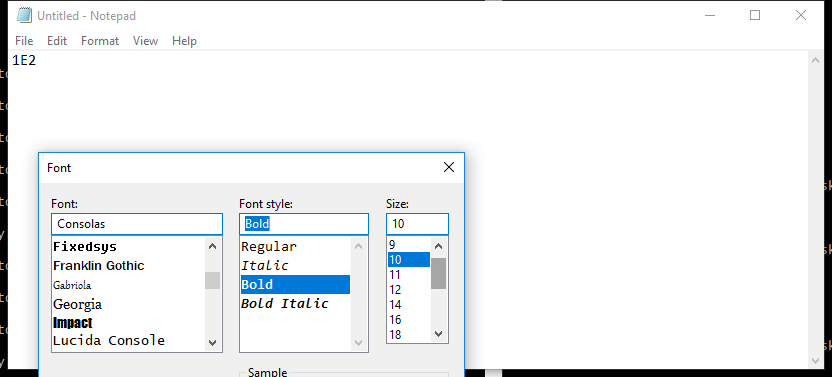 Untitled - Notepad
File Edit Format View Help
1E2
Font
Font: Font style: Size:
Consolas Bold 10
Fixedsys
Franklin Gothic
Gabriola
Georgia
Impact
Lucida Console
Regular
Italic
Bold
Bold Italic
9
10
11
12
14
16
18
Sample